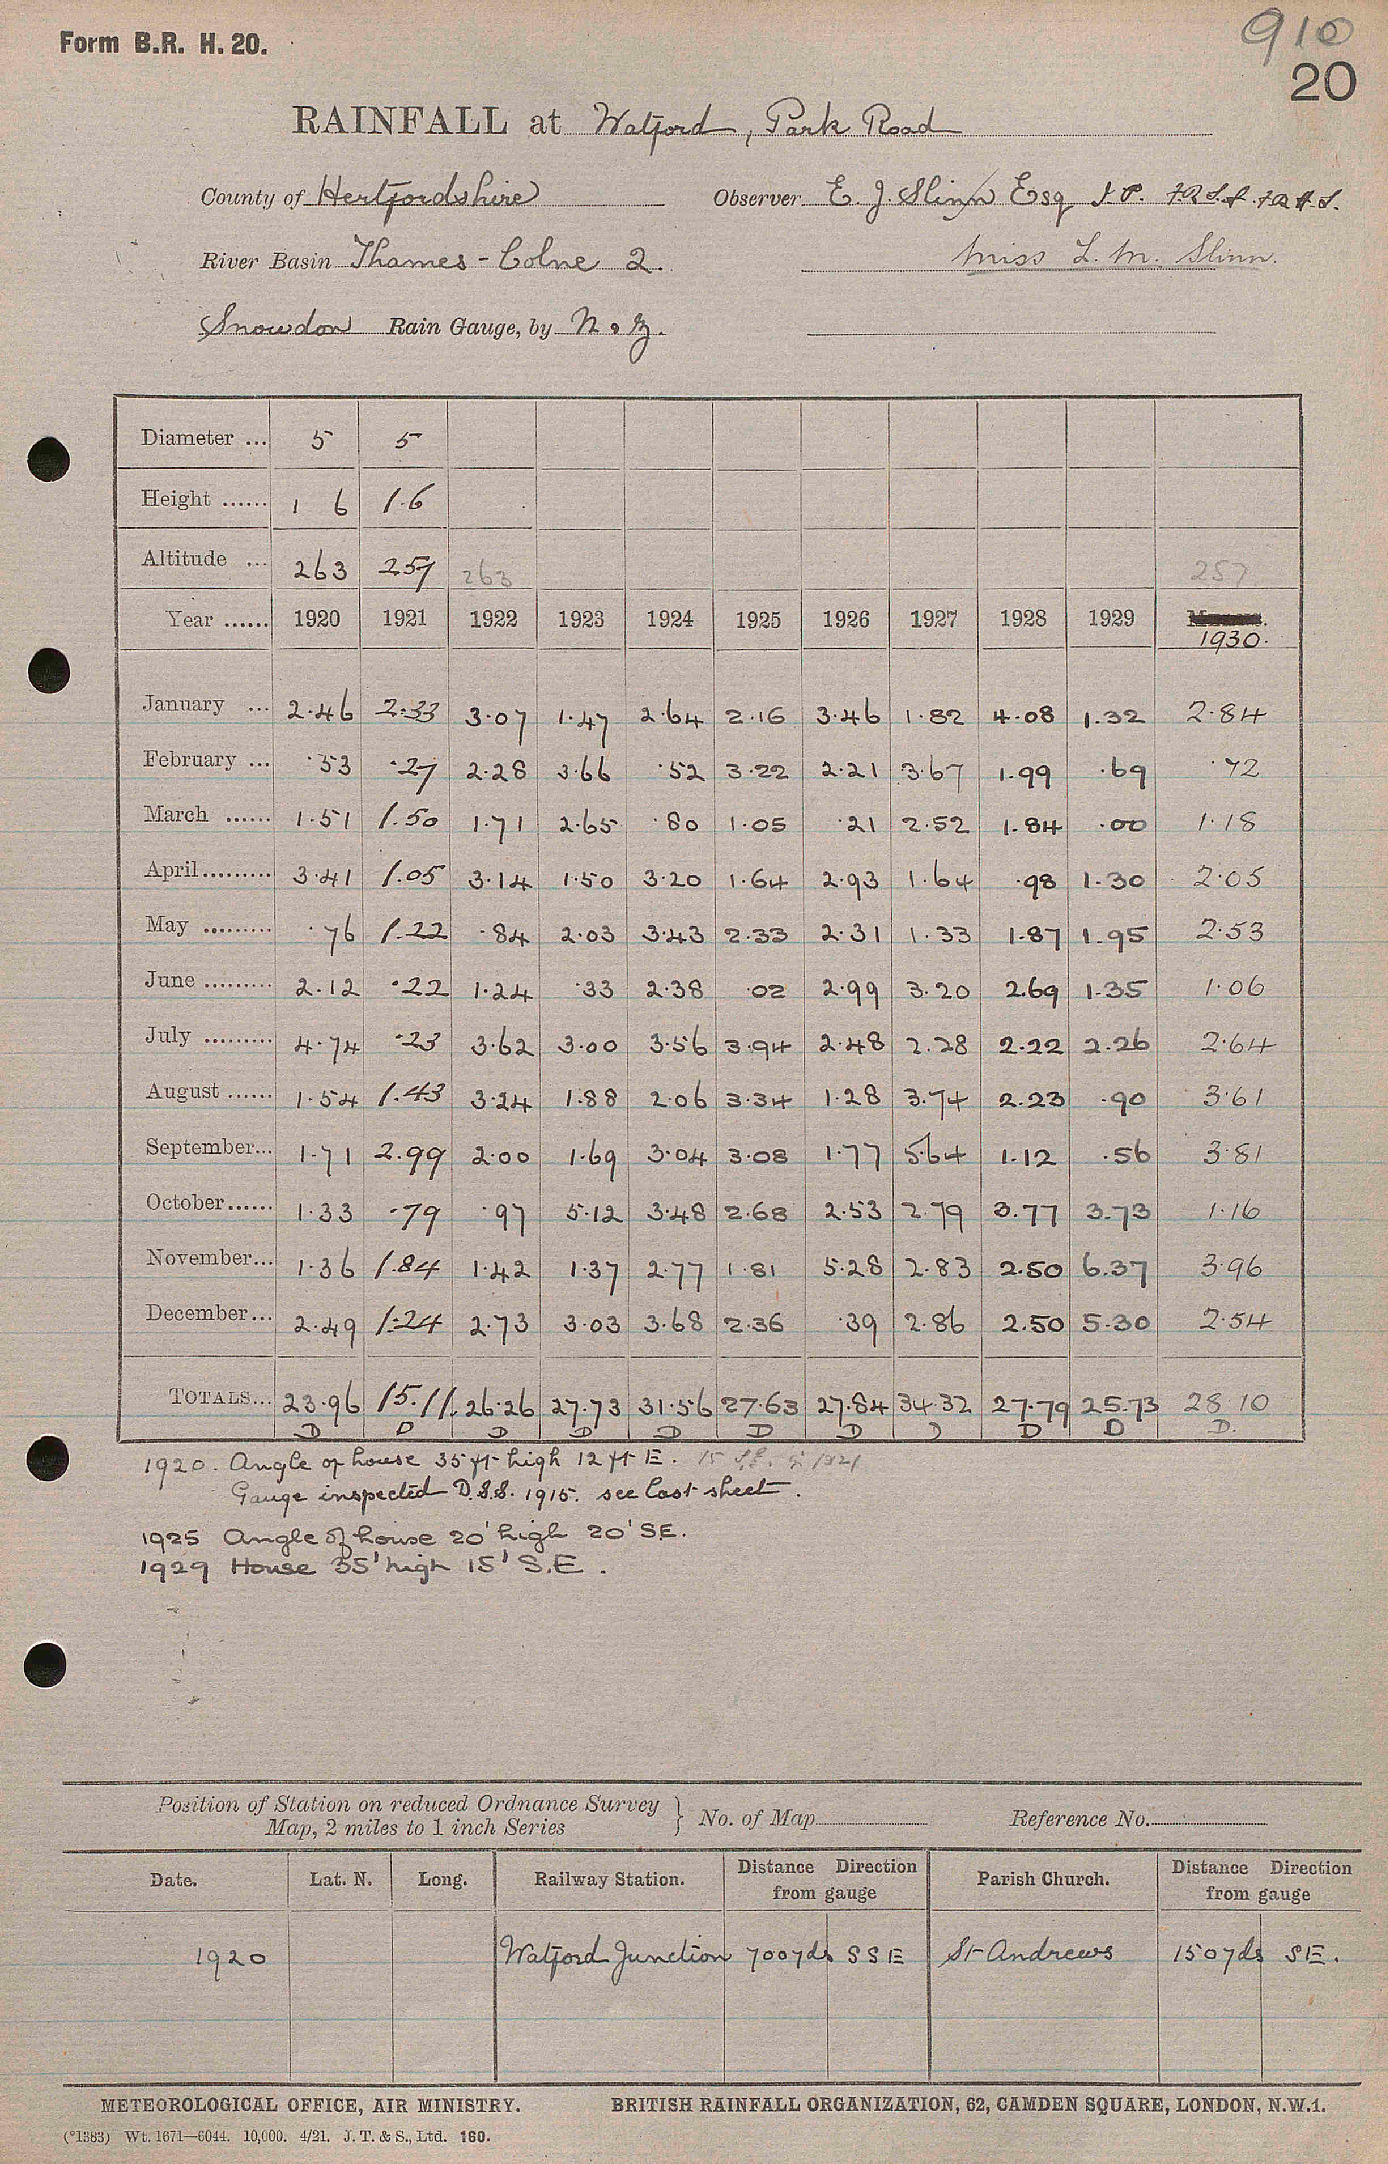 Form B.R. H. 20.
910
20
RAINFALL at Watford, Park Road
County of Hertfordshire Observer E. J. Slinn Esq J.P. F.R.S.A. F.R.H.S.
River Basin Thames - Colne 2. Miss L. M. Slinn.
Snowdon Rain Gauge, by N & Z.
Diameter ... 5 5
Height ...... 1 6 1.6
Altitude ... 263 257 263 257
Year ...... 1920 1921 1922 1923 1924 1925 1926 1927 1928 1929 1930.
January ... 2.46 2.33 3.07 1.47 2.64 2.16 3.46 1.82 4.08 1.32 2.84
February ... .53 .27 2.28 3.66 .52 3.22 2.21 3.67 1.99 .69 .72
March ...... 1.51 1.50 1.71 2.65 .80 1.05 .21 2.52 1.84 .00 1.18
April ......... 3.41 1.05 3.14 1.50 3.20 1.64 2.93 1.64 .98 1.30 2.05
May ......... .76 1.22 .84 2.03 3.43 2.33 2.31 1.33 1.87 1.95 2.53
June ......... 2.12 .22 1.24 .33 2.38 .02 2.99 3.20 2.69 1.35 1.06
July ......... 4.74 .23 3.62 3.00 3.56 3.94 2.48 2.28 2.22 2.26 2.64
August ...... 1.54 1.43 3.24 1.88 2.06 3.34 1.28 3.74 2.23 .90 3.61
September... 1.71 2.99 2.00 1.69 3.04 3.08 1.77 5.64 1.12 .56 3.81
October ...... 1.33 .79 .97 5.12 3.48 2.68 2.53 2.79 3.77 3.73 1.16
November... 1.36 1.84 1.42 1.37 2.77 1.81 5.28 2.83 2.50 6.37 3.96
December... 2.49 1.24 2.73 3.03 3.68 2.36 .39 2.86 2.50 5.30 2.54
TOTALS... 23.96 15.11. 26.26 27.73 31.56 27.63 27.84 34.32 27.79 25.73 28 10
D D D D D D D D D D D.
1920. Angle of house 35 ft high 12 ft E. 15 ft. in 1921
Gauge inspected D.S.S. 1915. see last sheet.
1925 Angle of house 20' high 20' S.E.
1929 House 35' high 15' S.E.
Position of Station on reduced Ordnance Survey
Map, 2 miles to 1 inch Series } No. of Map Reference No.
Date. Lat. N. Long. Railway Station. Distance Direction from gauge Parish Church. Distance Direction from gauge
1920 Watford Junction 700yds SSE St Andrews 150yds SE.
METEOROLOGICAL OFFICE, AIR MINISTRY. BRITISH RAINFALL ORGANIZATION, 62, CAMDEN SQUARE, LONDON, N.W.1.
(*1383) Wt. 1671—6044. 10,000. 4/21. J. T. & S., Ltd. 160.